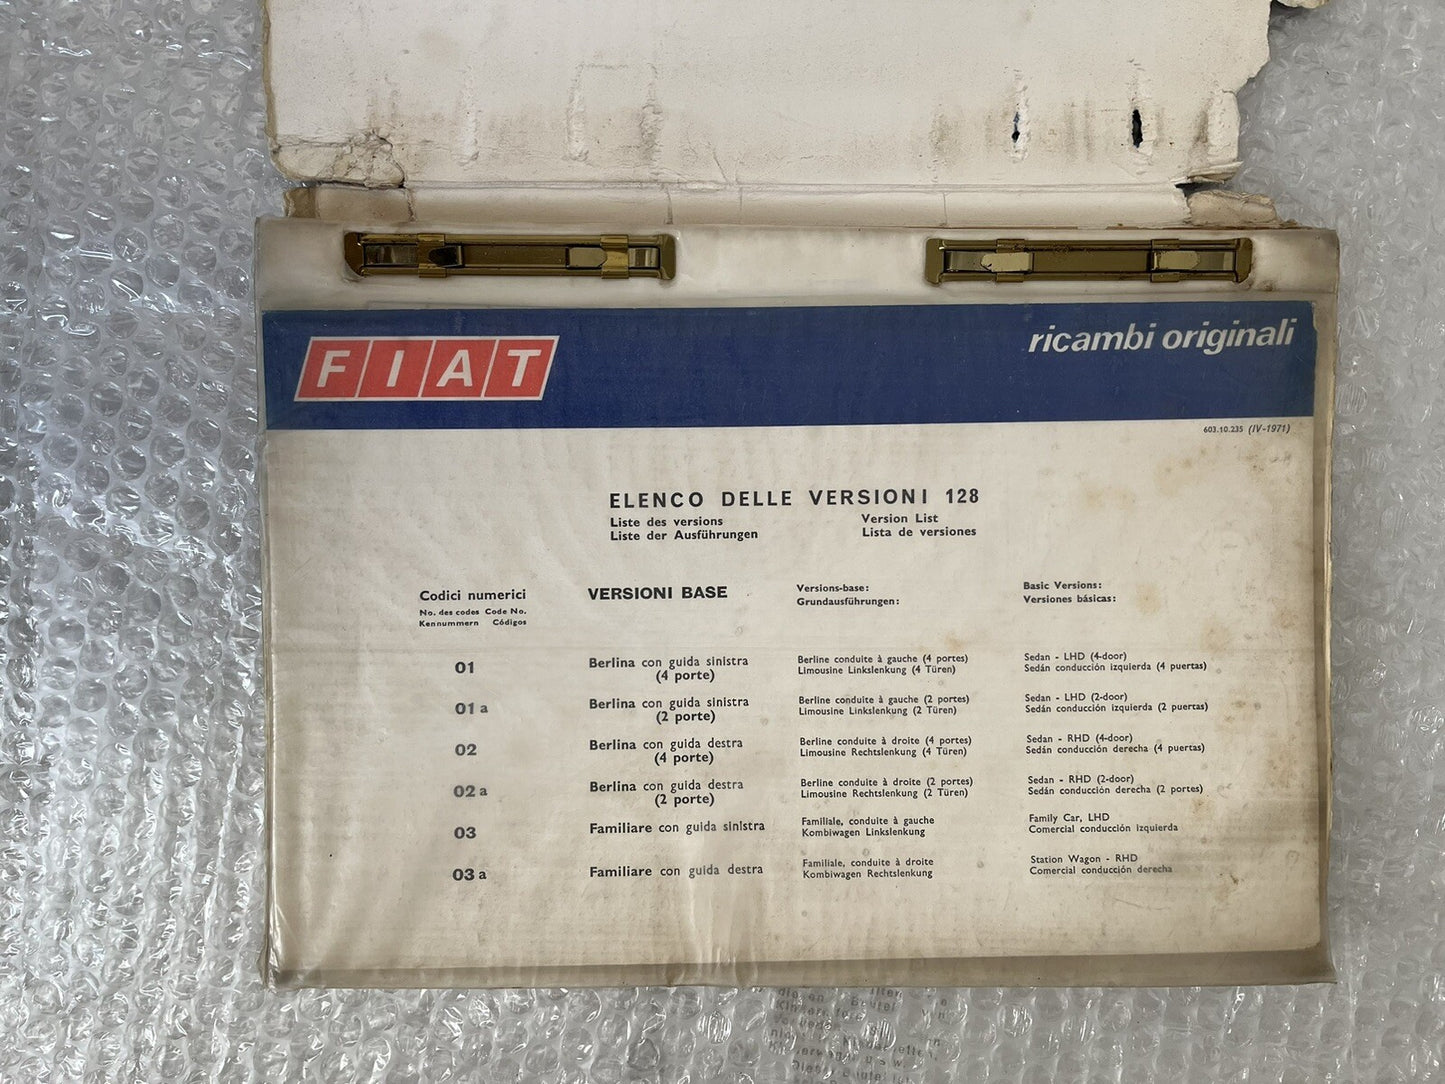 FIAT
ricambi originali
603.10.235 (IV-1971)
ELENCO DELLE VERSIONI 128
Liste des versions Version List
Liste der Ausführungen Lista de versiones
Codici numerici VERSIONI BASE Versions-base: Basic Versions:
No. des codes Code No. Grundausführungen: Versiones básicas:
Kennummern Códigos
01 Berlina con guida sinistra Berline conduite à gauche (4 portes) Sedan - LHD (4-door)
(4 porte) Limousine Linkslenkung (4 Türen) Sedán conducción izquierda (4 puertas)
01 a Berlina con guida sinistra Berline conduite à gauche (2 portes) Sedan - LHD (2-door)
(2 porte) Limousine Linkslenkung (2 Türen) Sedán conducción izquierda (2 puertas)
02 Berlina con guida destra Berline conduite à droite (4 portes) Sedan - RHD (4-door)
(4 porte) Limousine Rechtslenkung (4 Türen) Sedán conducción derecha (4 puertas)
02 a Berlina con guida destra Berline conduite à droite (2 portes) Sedan - RHD (2-door)
(2 porte) Limousine Rechtslenkung (2 Türen) Sedán conducción derecha (2 portes)
03 Familiare con guida sinistra Familiale, conduite à gauche Family Car, LHD
Kombiwagen Linkslenkung Comercial conducción izquierda
03 a Familiare con guida destra Familiale, conduite à droite Station Wagon - RHD
Kombiwagen Rechtslenkung Comercial conducción derecha